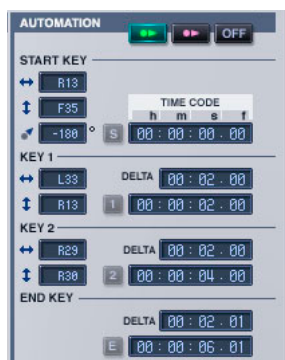 AUTOMATION OFF
START KEY
R13
F35 TIME CODE
h m s f
-180 ° S 00 : 00 : 00 . 00
KEY 1
L33 DELTA 00 : 02 . 00
R13 1 00 : 00 : 02 . 00
KEY 2
R29 DELTA 00 : 02 . 00
R30 2 00 : 00 : 04 . 00
END KEY
DELTA 00 : 02 . 01
E 00 : 00 : 06 . 01